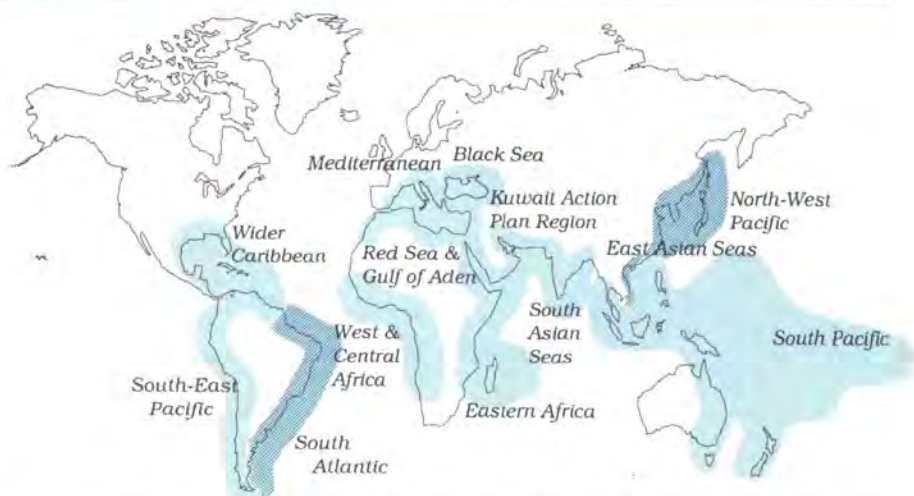 Mediterranean
Black Sea
Kuwait Action
Plan Region
North-West
Pacific
Wider
Caribbean
Red Sea &
Gulf of Aden
East Asian Seas
South
Asian
Seas
South Pacific
West &
Central
Africa
South-East
Pacific
Eastern Africa
South
Atlantic